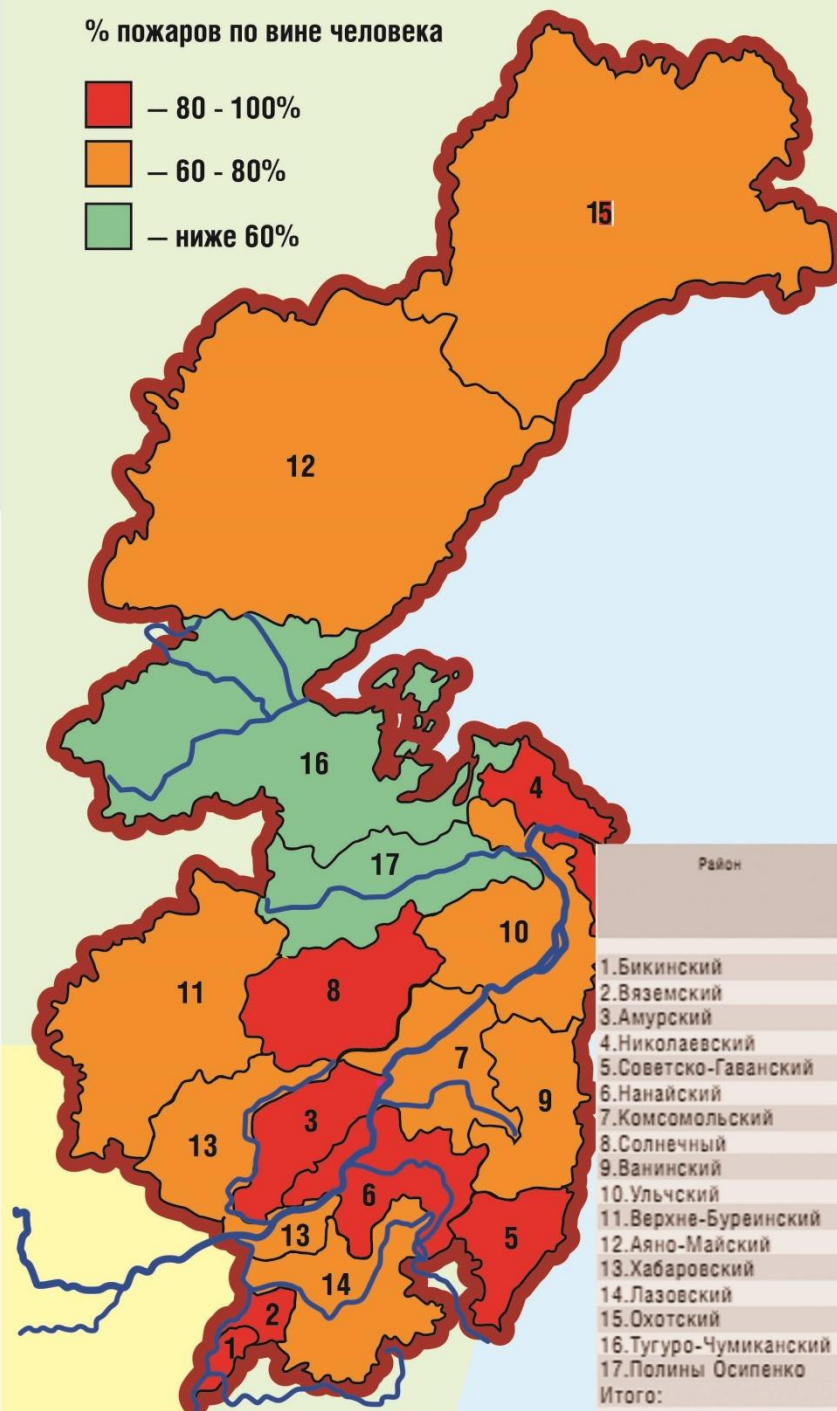 % пожаров по вине человека
– 80 - 100%
– 60 - 80%
– ниже 60%
15
12
16
4
17
10
11
8
7
9
3
13
6
13
5
14
2
1
Район
1.Бикинский
2.Вяземский
3.Амурский
4.Николаевский
5.Советско-Гаванский
6.Нанайский
7.Комсомольский
8.Солнечный
9.Ванинский
10.Ульчский
11.Верхне-Буреинский
12.Аяно-Майский
13.Хабаровский
14.Лазовский
15.Охотский
16.Тугуро-Чумиканский
17.Полины Осипенко
Итого: